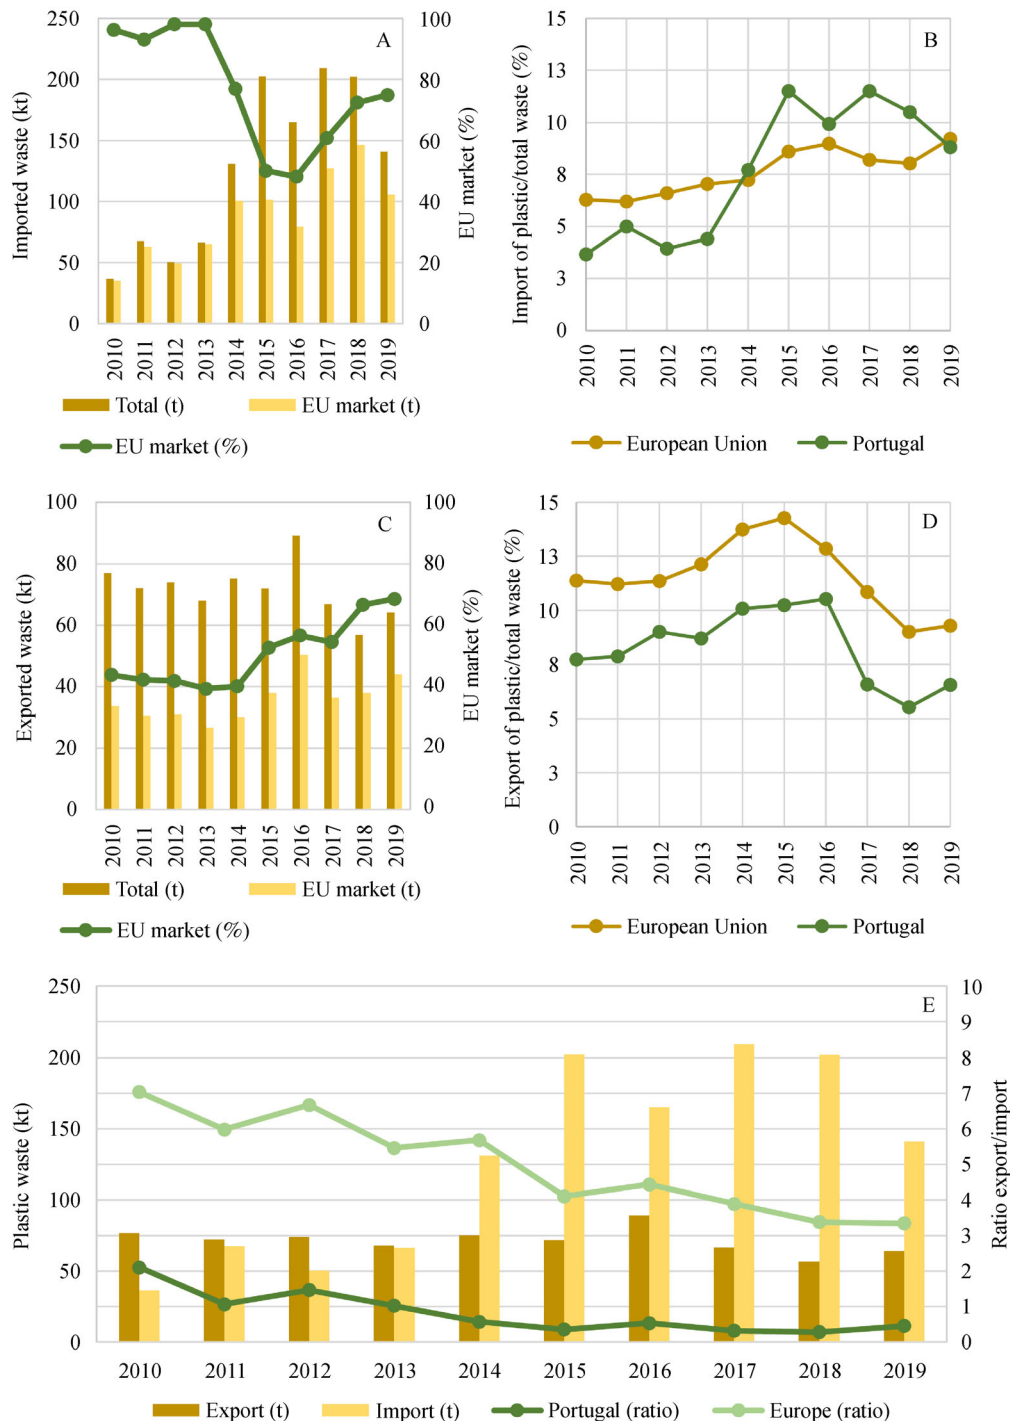 A
Imported waste (kt)
250
200
150
100
50
0
EU market (%)
100
80
60
40
20
0
2010 2011 2012 2013 2014 2015 2016 2017 2018 2019
Total (t) EU market (t)
EU market (%)
B
Import of plastic/total waste (%)
15
13
10
8
5
3
0
2010 2011 2012 2013 2014 2015 2016 2017 2018 2019
European Union Portugal
C
Exported waste (kt)
100
80
60
40
20
0
EU market (%)
100
80
60
40
20
0
2010 2011 2012 2013 2014 2015 2016 2017 2018 2019
Total (t) EU market (t)
EU market (%)
D
Export of plastic/total waste (%)
15
13
10
8
5
3
0
2010 2011 2012 2013 2014 2015 2016 2017 2018 2019
European Union Portugal
E
Plastic waste (kt)
250
200
150
100
50
0
Ratio export/import
10
9
8
7
6
5
4
3
2
1
0
2010 2011 2012 2013 2014 2015 2016 2017 2018 2019
Export (t) Import (t) Portugal (ratio) Europe (ratio)